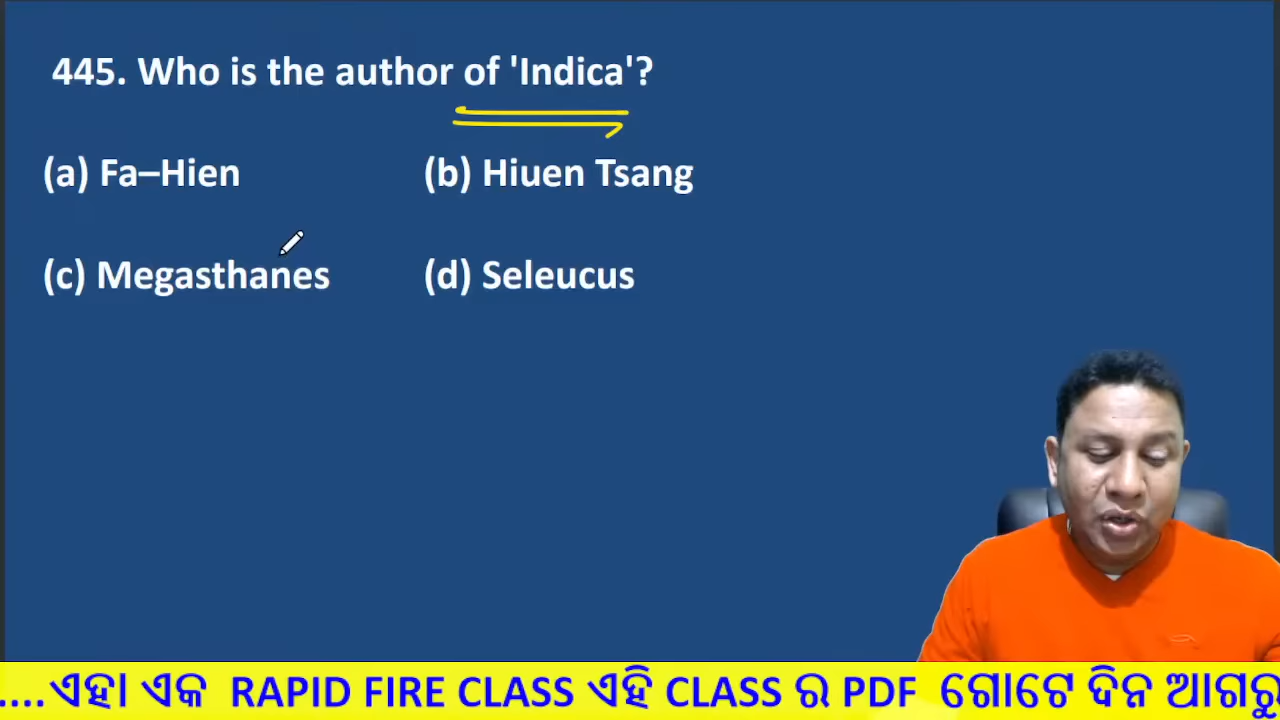 445. Who is the author of 'Indica'?
(a) Fa–Hien (b) Hiuen Tsang
(c) Megasthanes (d) Seleucus
....ଏହା ଏକ RAPID FIRE CLASS ଏହି CLASS ର PDF ଗୋଟେ ଦିନ ଆଗରୁ